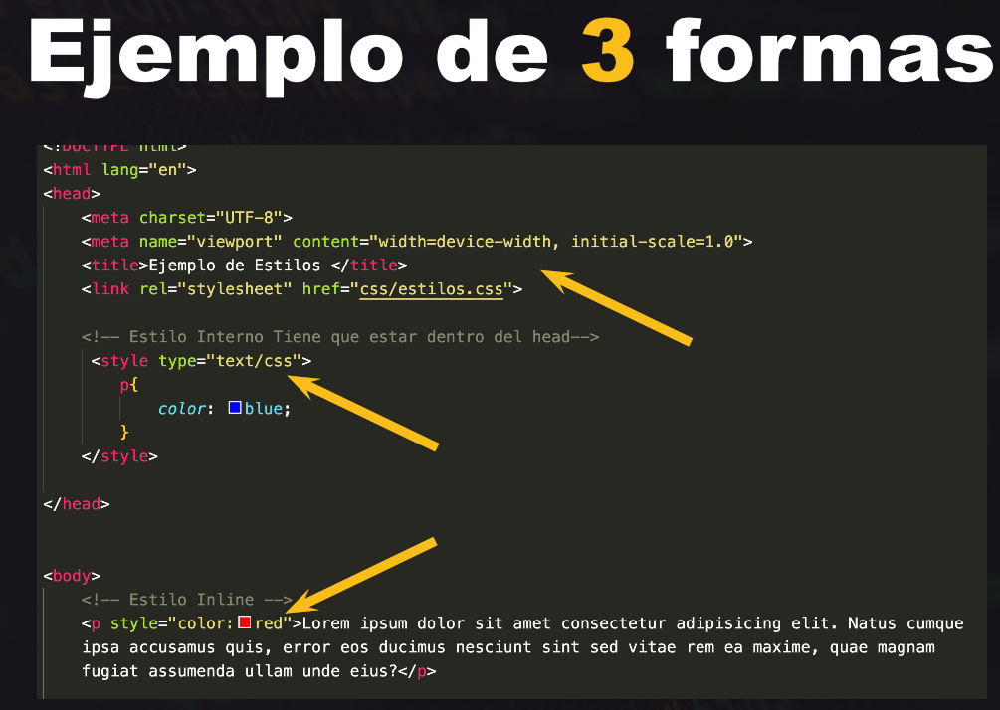 Ejemplo de 3 formas
<!DOCTYPE html>
<html lang="en">
<head>
<meta charset="UTF-8">
<meta name="viewport" content="width=device-width, initial-scale=1.0">
<title>Ejemplo de Estilos </title>
<link rel="stylesheet" href="css/estilos.css">
<!-- Estilo Interno Tiene que estar dentro del head-->
<style type="text/css">
p{
color: blue;
}
</style>
</head>
<body>
<!-- Estilo Inline -->
<p style="color:red">Lorem ipsum dolor sit amet consectetur adipisicing elit. Natus cumque
ipsa accusamus quis, error eos ducimus nesciunt sint sed vitae rem ea maxime, quae magnam
fugiat assumenda ullam unde eius?</p>